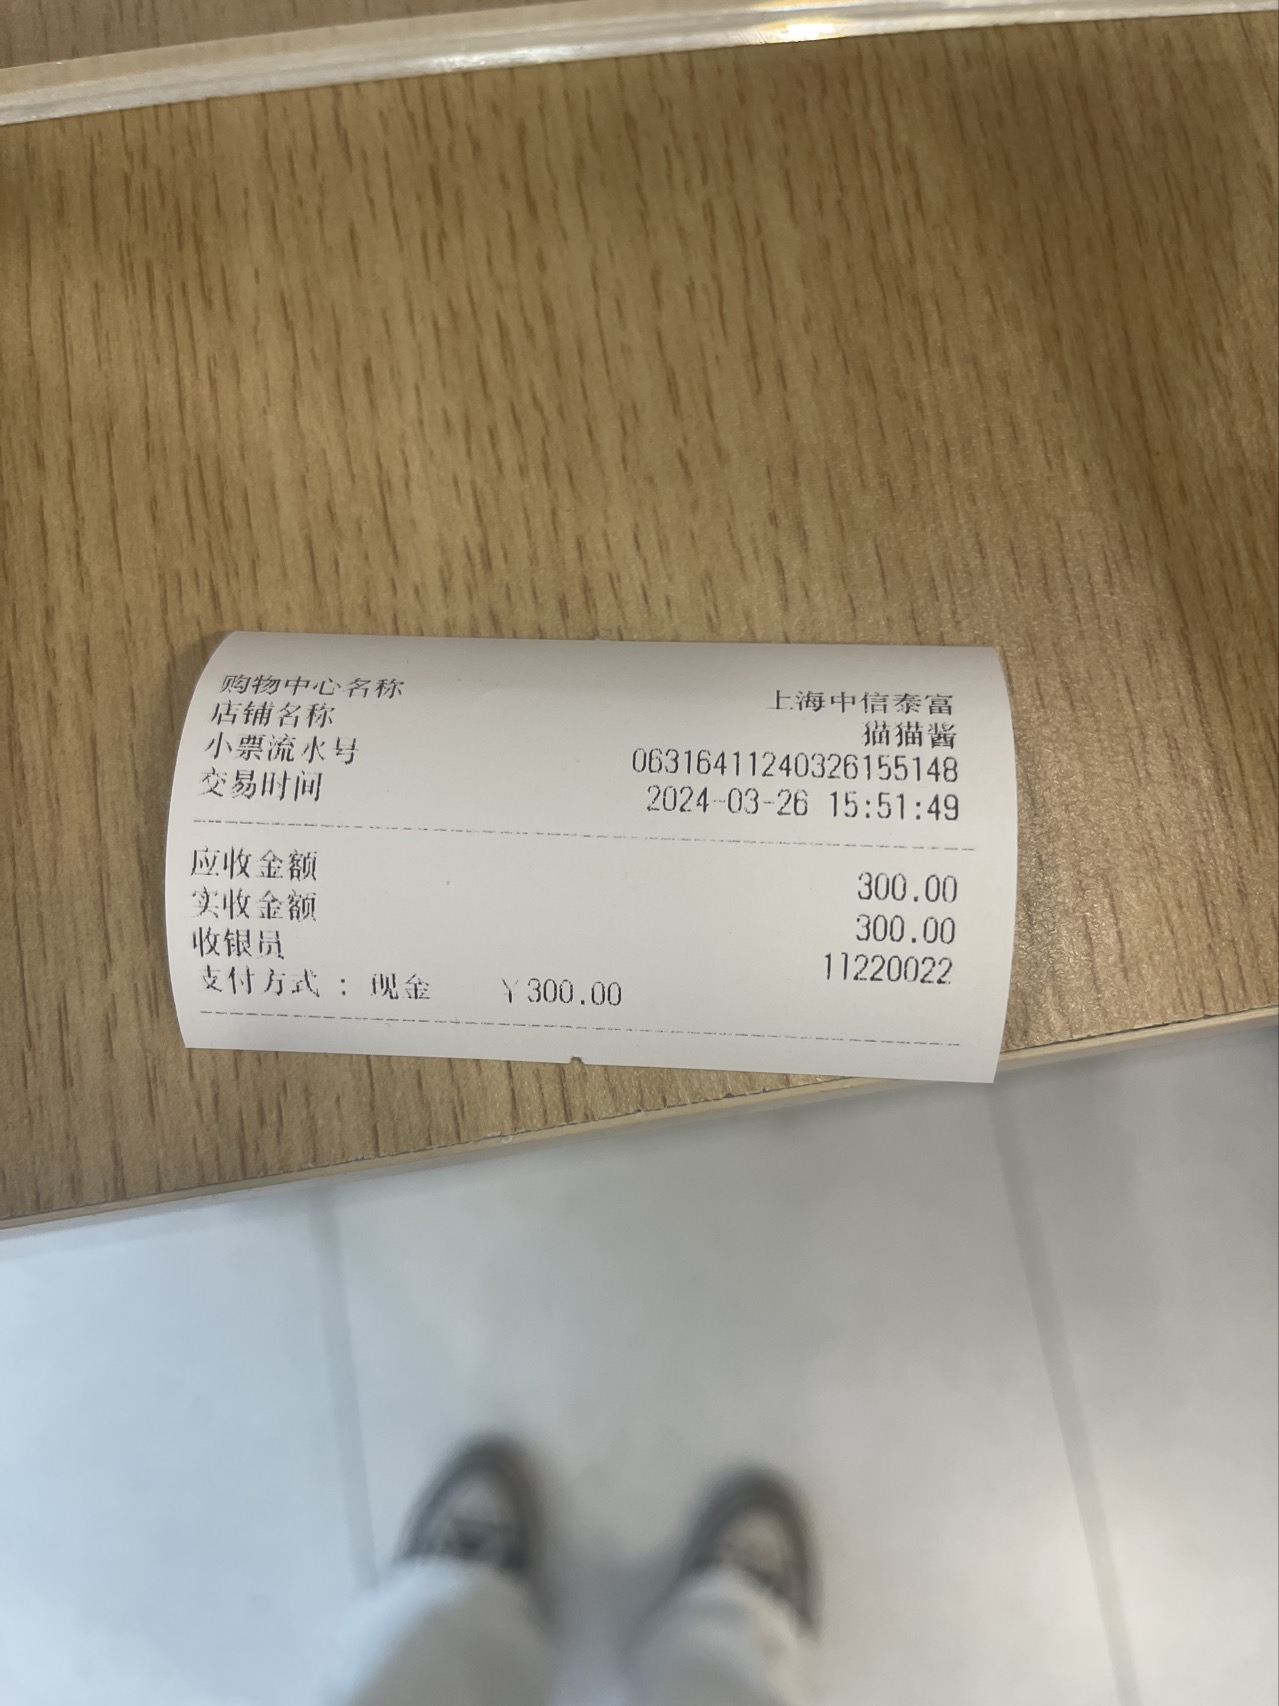 购物中心名称 上海中信泰富
店铺名称 猫猫酱
小票流水号 06316411240326155148
交易时间 2024-03-26 15:51:49
应收金额 300.00
实收金额 300.00
收银员 11220022
支付方式 : 现金 ￥300.00